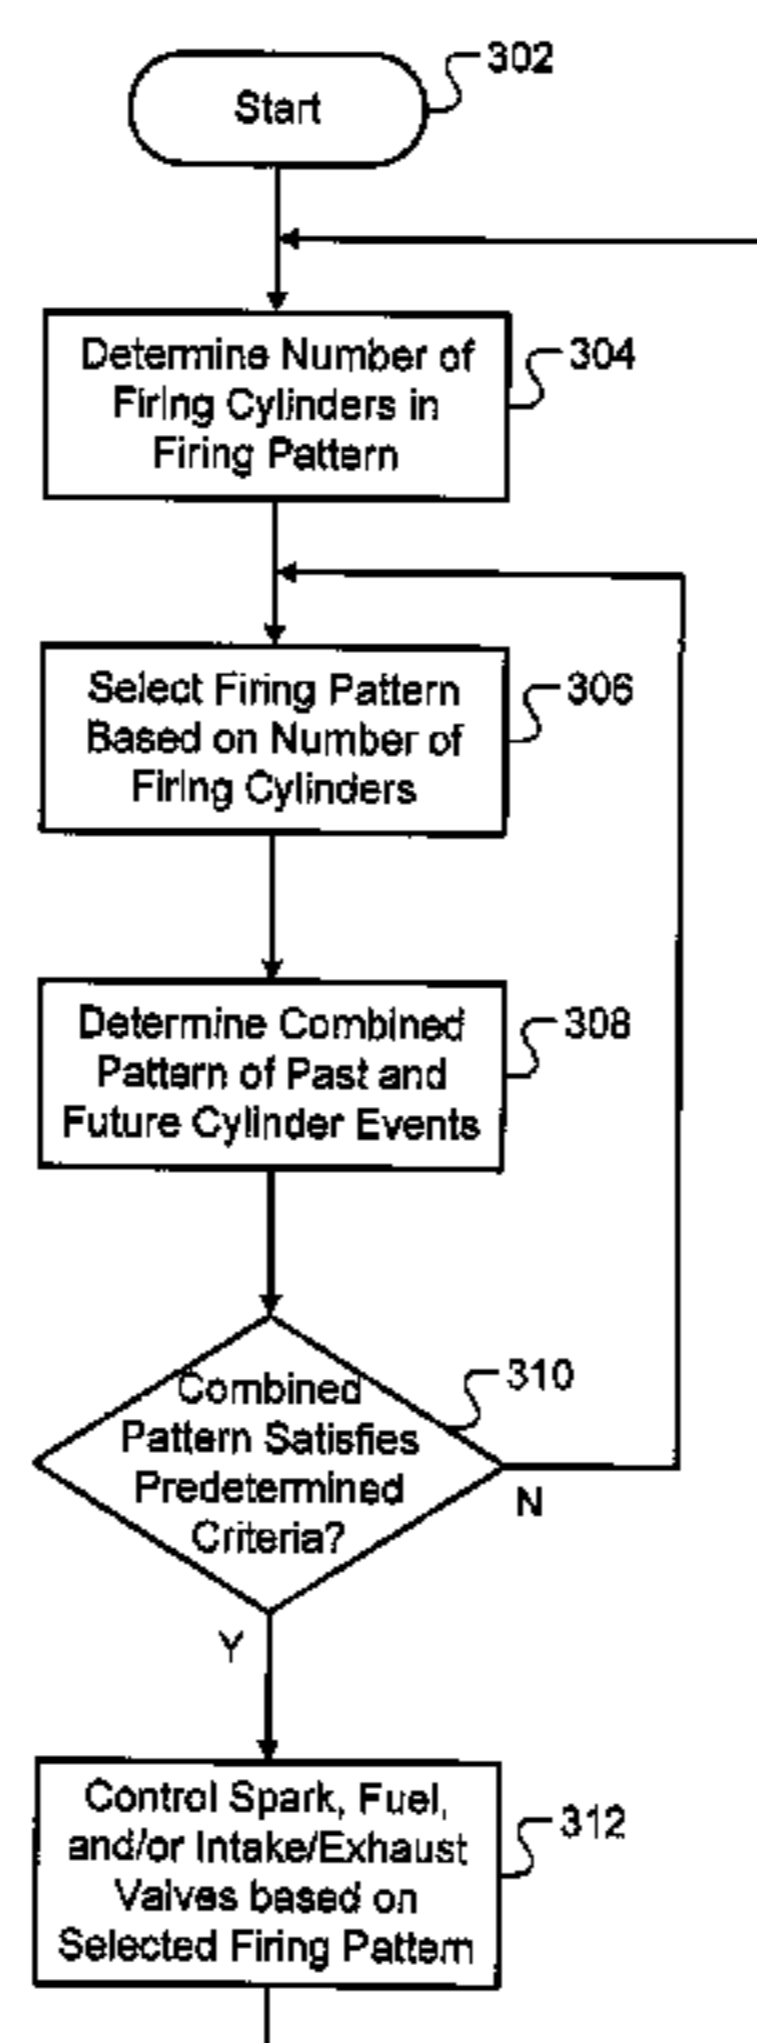 302
Start
Determine Number of
Firing Cylinders in
Firing Pattern
304
Select Firing Pattern
Based on Number of
Firing Cylinders
306
Determine Combined
Pattern of Past and
Future Cylinder Events
308
Combined
Pattern Satisfies
Predetermined
Criteria?
310
N
Y
Control Spark, Fuel,
and/or Intake/Exhaust
Valves based on
Selected Firing Pattern
312